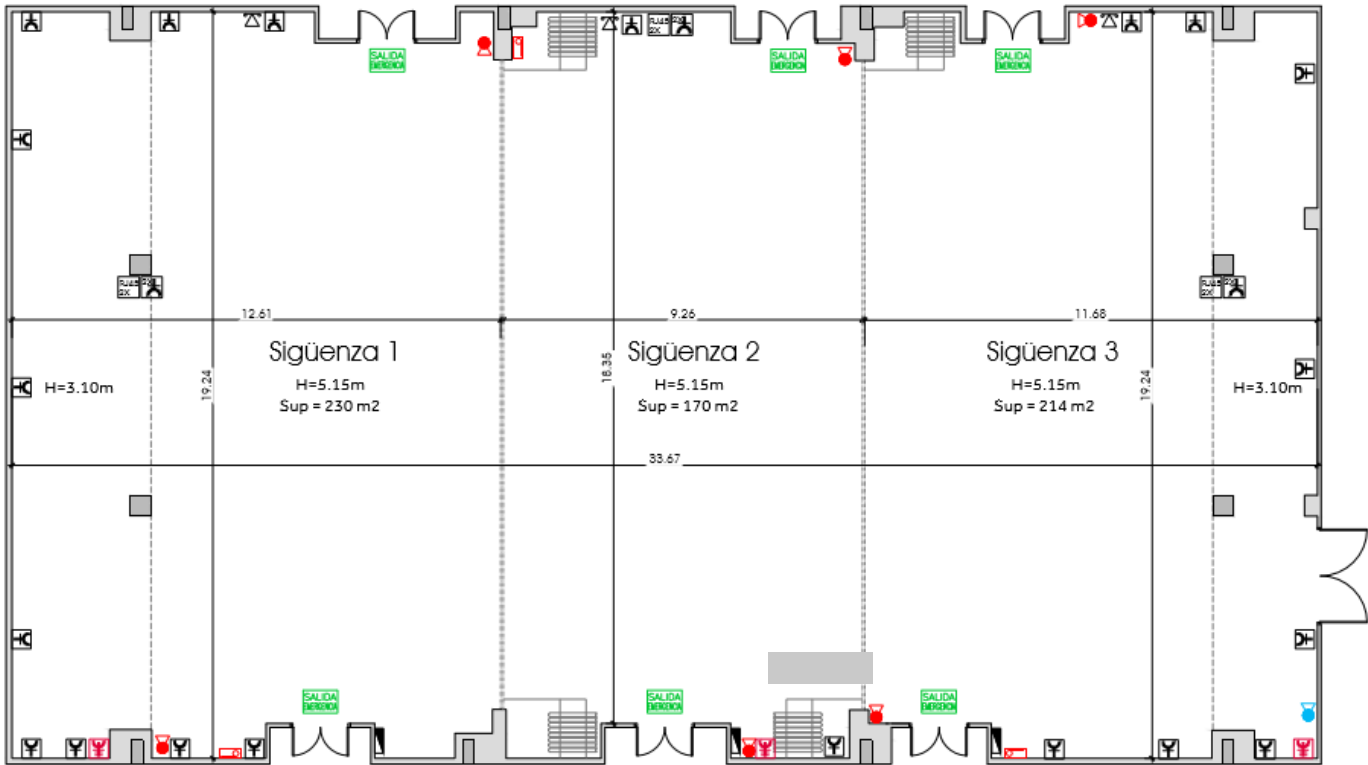 RJ45
2X
SALIDA
EMERGENCIA
SALIDA
EMERGENCIA
SALIDA
EMERGENCIA
RJ45
2X
RJ45
2X
12.61
9.26
11.68
Sigüenza 1
Sigüenza 2
Sigüenza 3
H=3.10m
H=5.15m
H=5.15m
H=5.15m
H=3.10m
Sup = 230 m2
Sup = 170 m2
Sup = 214 m2
19.24
18.35
19.24
33.67
SALIDA
EMERGENCIA
SALIDA
EMERGENCIA
SALIDA
EMERGENCIA